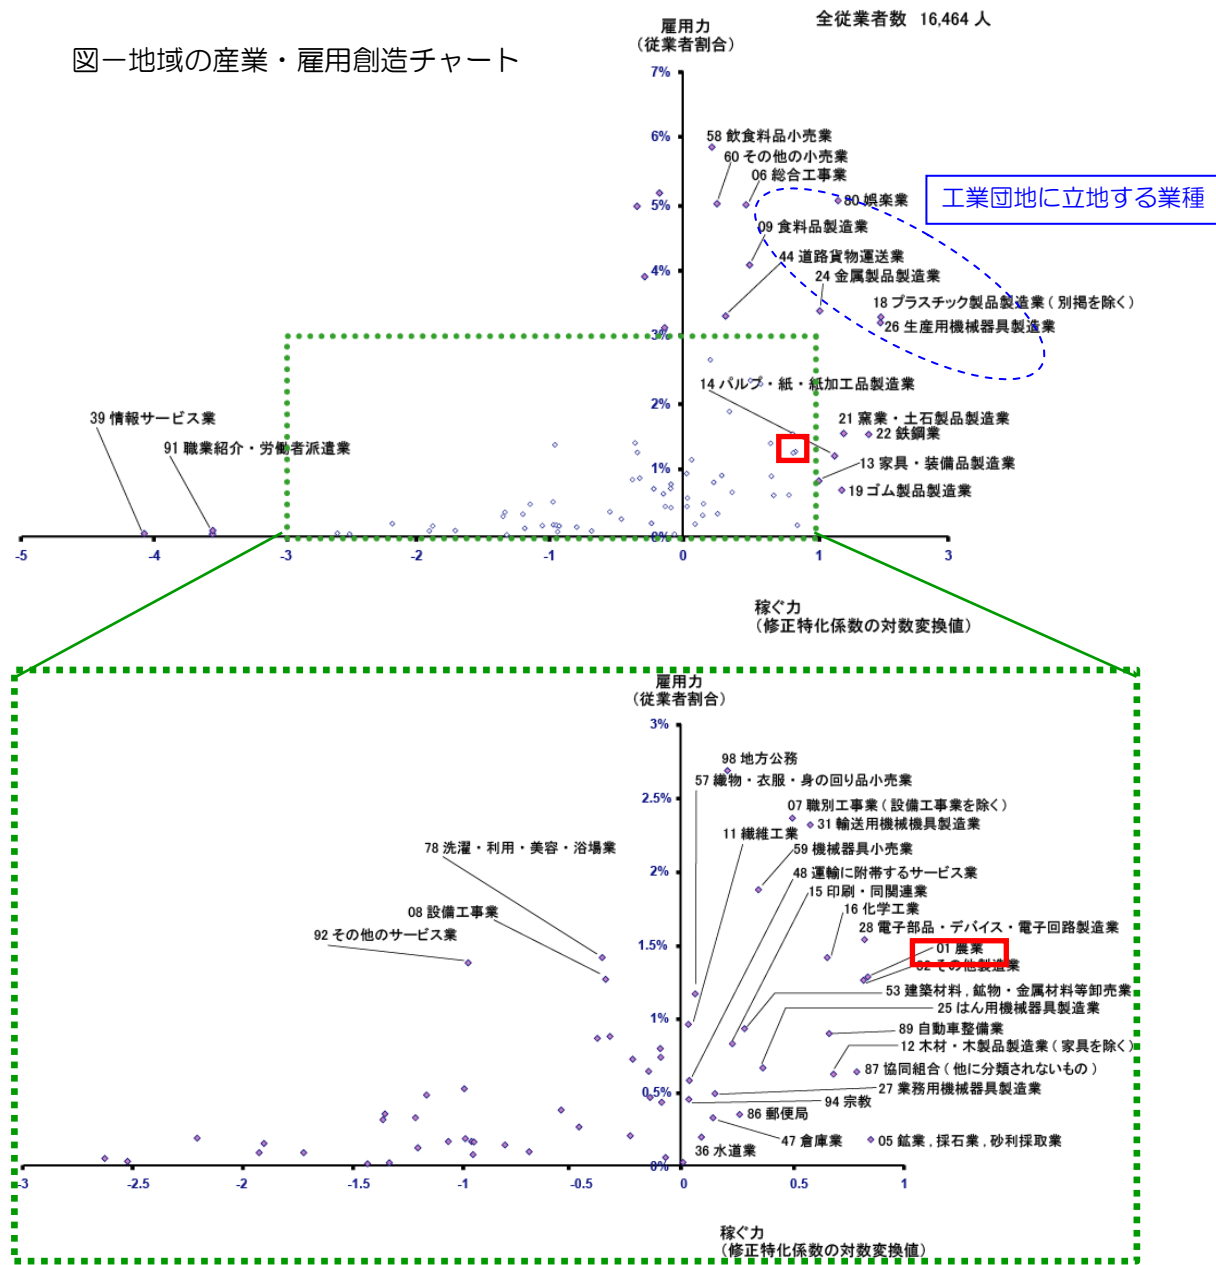 全従業者数 16,464 人
雇用力
（従業者割合）
図－地域の産業・雇用創造チャート
7%
6%
58 飲食料品小売業
60 その他の小売業
06 総合工事業
工業団地に立地する業種
80 娯楽業
5%
09 食料品製造業
44 道路貨物運送業
4%
24 金属製品製造業
18 プラスチック製品製造業（別掲を除く）
26 生産用機械器具製造業
3%
14 パルプ・紙・紙加工品製造業
2%
39 情報サービス業
21 窯業・土石製品製造業
22 鉄鋼業
91 職業紹介・労働者派遣業
13 家具・装備品製造業
1%
19 ゴム製品製造業
0%
-5 -4 -3 -2 -1 0 1 3
稼ぐ力
（修正特化係数の対数変換値）
雇用力
（従業者割合）
3%
98 地方公務
57 織物・衣服・身の回り品小売業
2.5%
07 職別工事業（設備工事業を除く）
31 輸送用機械機具製造業
11 繊維工業
78 洗濯・利用・美容・浴場業
59 機械器具小売業
2%
48 運輸に附帯するサービス業
15 印刷・同関連業
08 設備工事業
16 化学工業
28 電子部品・デバイス・電子回路製造業
92 その他のサービス業
1.5%
01 農業
32 その他製造業
53 建築材料，鉱物・金属材料等卸売業
25 はん用機械器具製造業
1%
89 自動車整備業
12 木材・木製品製造業（家具を除く）
87 協同組合（他に分類されないもの）
0.5%
27 業務用機械器具製造業
94 宗教
86 郵便局
47 倉庫業
05 鉱業，採石業，砂利採取業
36 水道業
0%
-3 -2.5 -2 -1.5 -1 -0.5 0 0.5 1
稼ぐ力
（修正特化係数の対数変換値）